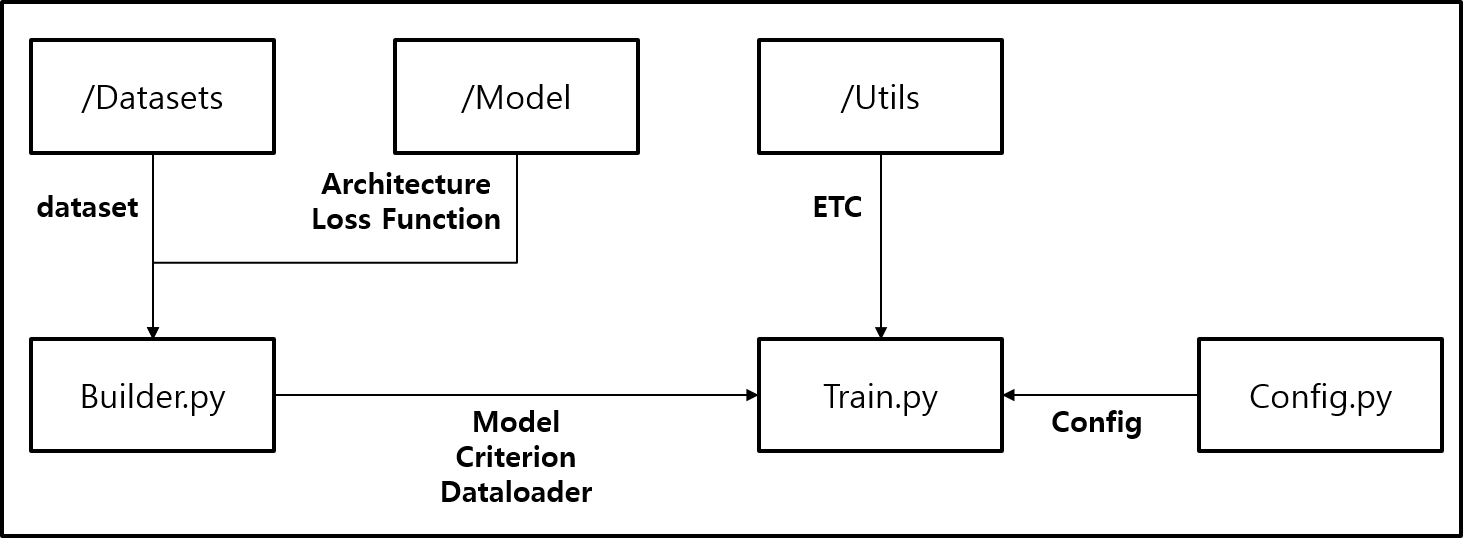 /Datasets
/Model
/Utils
dataset
Architecture
Loss Function
ETC
Builder.py
Train.py
Config.py
Model
Criterion
Dataloader
Config